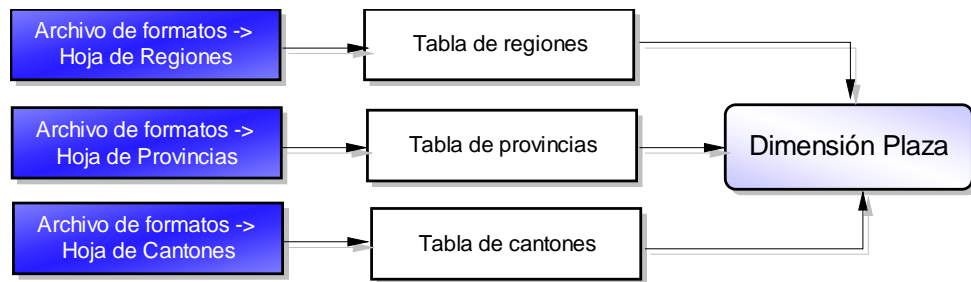 Archivo de formatos ->
Hoja de Regiones
Tabla de regiones
Archivo de formatos ->
Hoja de Provincias
Tabla de provincias
Dimensión Plaza
Archivo de formatos ->
Hoja de Cantones
Tabla de cantones